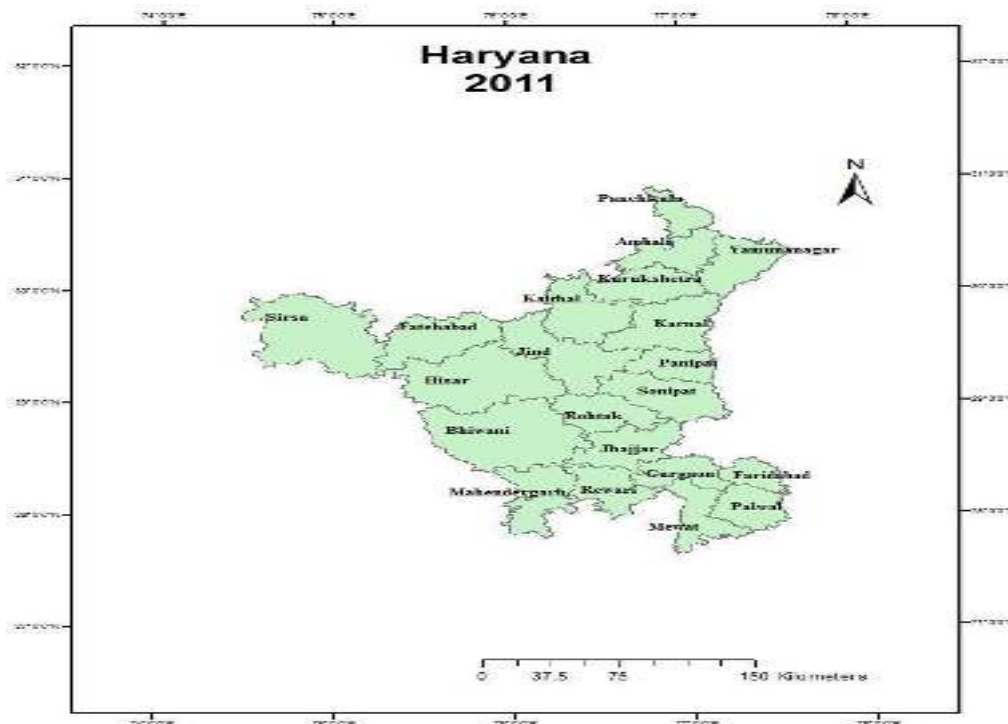 Haryana
2011
N
Panchkula
Ambala
Yamunanagar
Kurukshetra
Kaithal
Sirsa
Fatehabad
Karnal
Jind
Panipat
Hisar
Sonipat
Rohtak
Bhiwani
Jhajjar
Gurgaon
Faridabad
Mahendergarh
Rewari
Palwal
Mewat
0 37.5 75 150 Kilometers